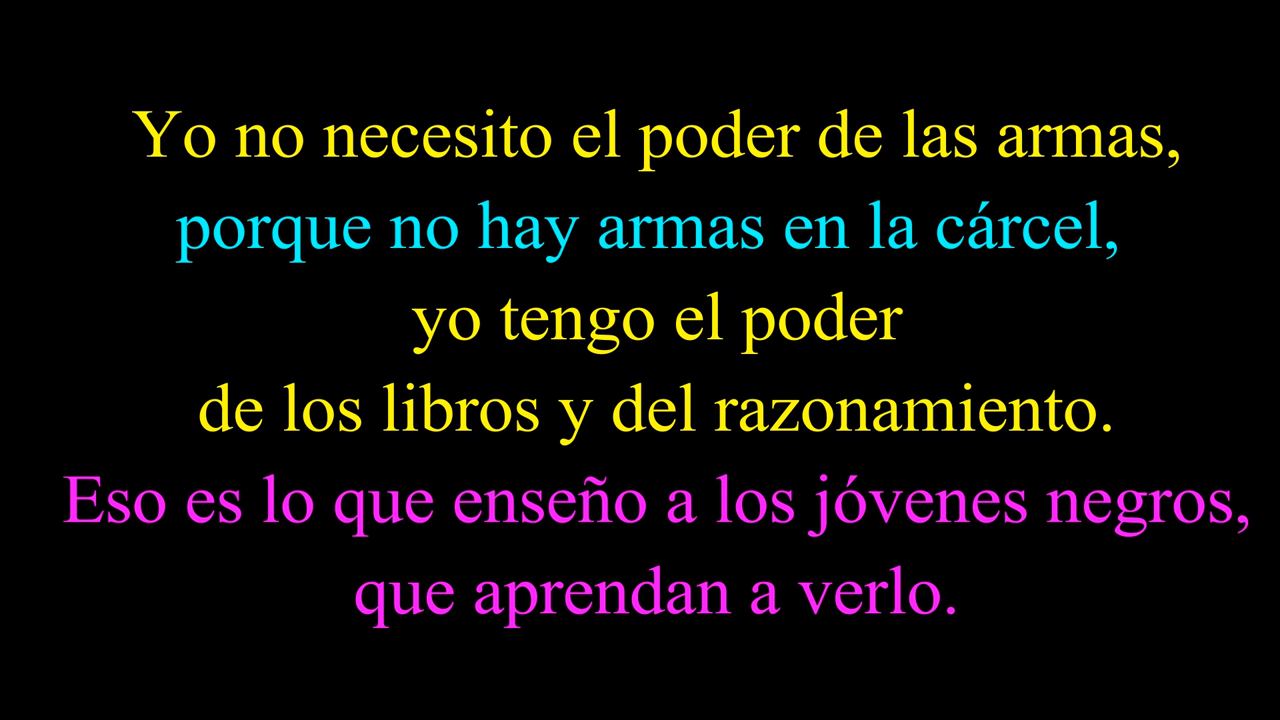 Yo no necesito el poder de las armas,
porque no hay armas en la cárcel,
yo tengo el poder
de los libros y del razonamiento.
Eso es lo que enseño a los jóvenes negros,
que aprendan a verlo.